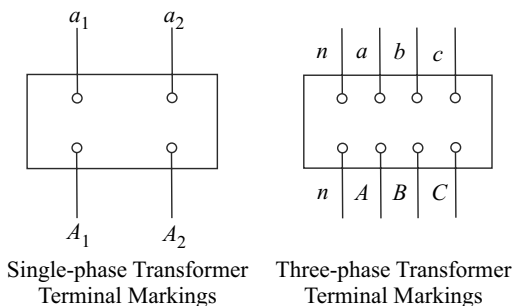 a1 a2
n a b c
A1 A2
n A B C
Single-phase Transformer
Terminal Markings
Three-phase Transformer
Terminal Markings